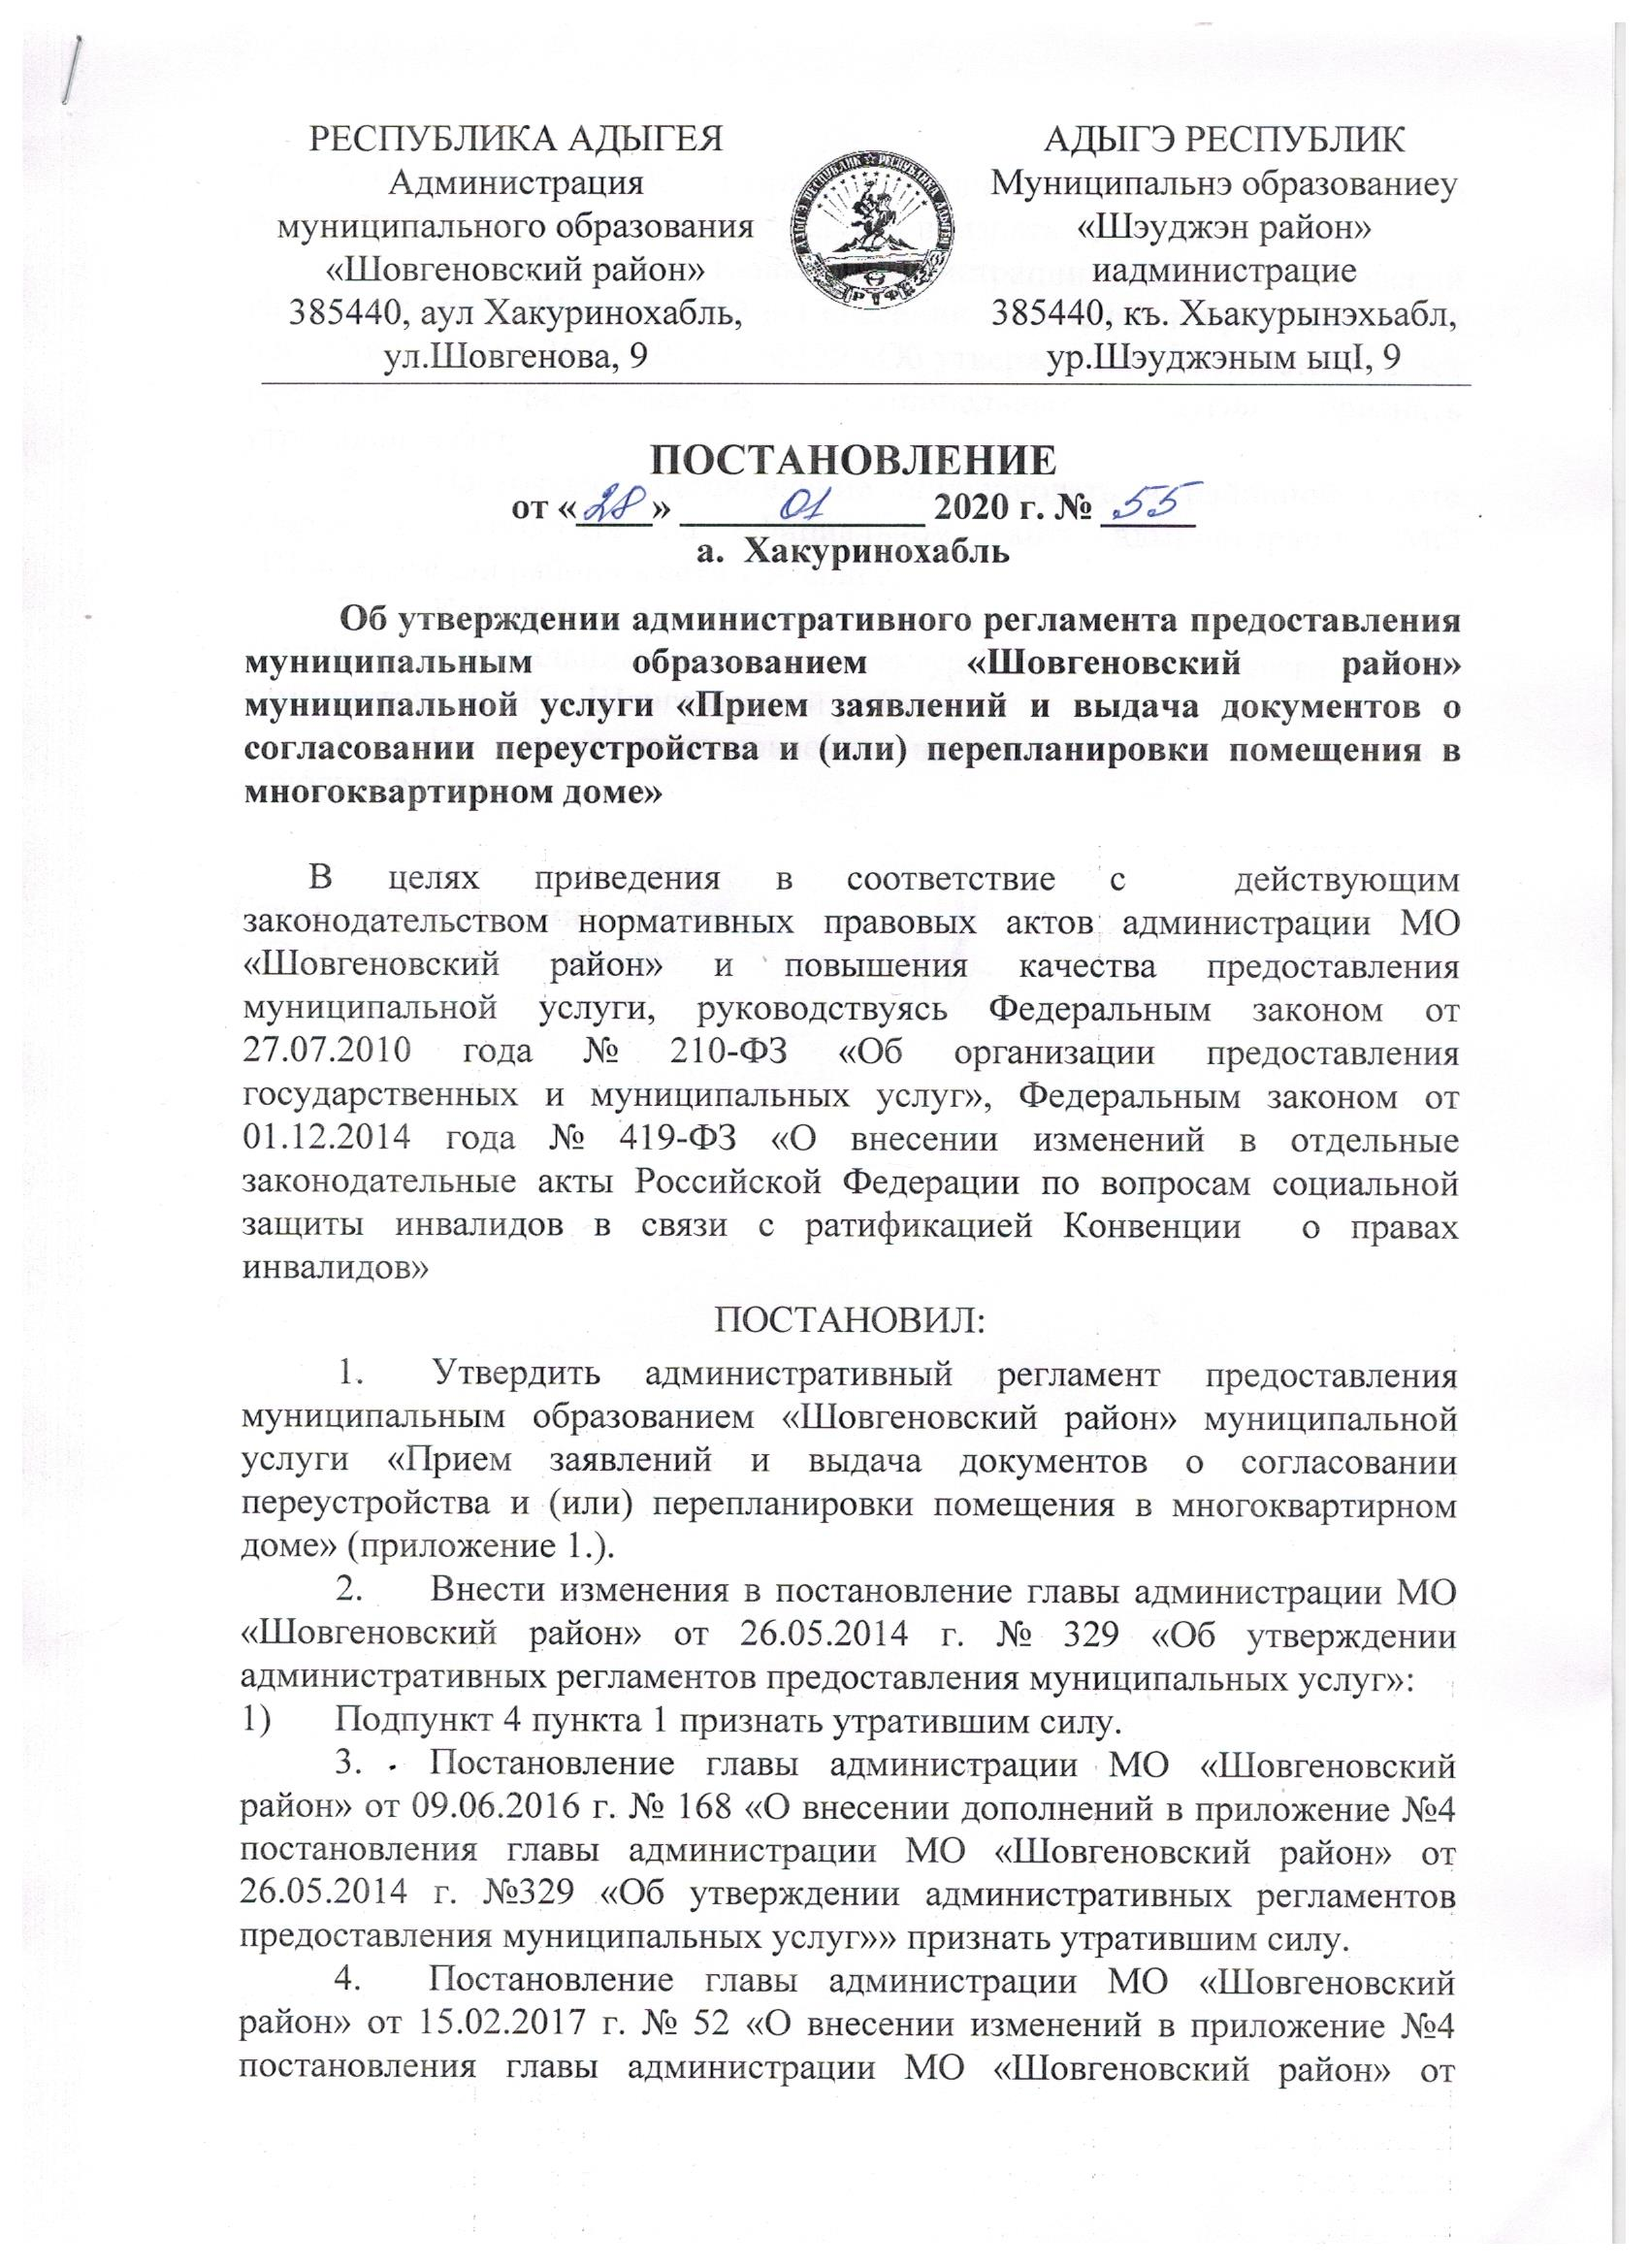 РЕСПУБЛИКА АДЫГЕЯ
Администрация
муниципального образования
«Шовгеновский район»
385440, аул Хакуринохабль,
ул.Шовгенова, 9
АДЫГЭ РЕСПУБЛИК
Муниципальнэ образованиеу
«Шэуджэн район»
иадминистрацие
385440, къ. Хьакурынэхьабл,
ур.Шэуджэным ыцI, 9
ПОСТАНОВЛЕНИЕ
от «28» 01 2020 г. № 55
а. Хакуринохабль
Об утверждении административного регламента предоставления
муниципальным образованием «Шовгеновский район»
муниципальной услуги «Прием заявлений и выдача документов о
согласовании переустройства и (или) перепланировки помещения в
многоквартирном доме»
В целях приведения в соответствие с действующим
законодательством нормативных правовых актов администрации МО
«Шовгеновский район» и повышения качества предоставления
муниципальной услуги, руководствуясь Федеральным законом от
27.07.2010 года № 210-ФЗ «Об организации предоставления
государственных и муниципальных услуг», Федеральным законом от
01.12.2014 года № 419-ФЗ «О внесении изменений в отдельные
законодательные акты Российской Федерации по вопросам социальной
защиты инвалидов в связи с ратификацией Конвенции о правах
инвалидов»
ПОСТАНОВИЛ:
1. Утвердить административный регламент предоставления
муниципальным образованием «Шовгеновский район» муниципальной
услуги «Прием заявлений и выдача документов о согласовании
переустройства и (или) перепланировки помещения в многоквартирном
доме» (приложение 1.).
2. Внести изменения в постановление главы администрации МО
«Шовгеновский район» от 26.05.2014 г. № 329 «Об утверждении
административных регламентов предоставления муниципальных услуг»:
1) Подпункт 4 пункта 1 признать утратившим силу.
3. Постановление главы администрации МО «Шовгеновский
район» от 09.06.2016 г. № 168 «О внесении дополнений в приложение №4
постановления главы администрации МО «Шовгеновский район» от
26.05.2014 г. №329 «Об утверждении административных регламентов
предоставления муниципальных услуг»» признать утратившим силу.
4. Постановление главы администрации МО «Шовгеновский
район» от 15.02.2017 г. № 52 «О внесении изменений в приложение №4
постановления главы администрации МО «Шовгеновский район» от